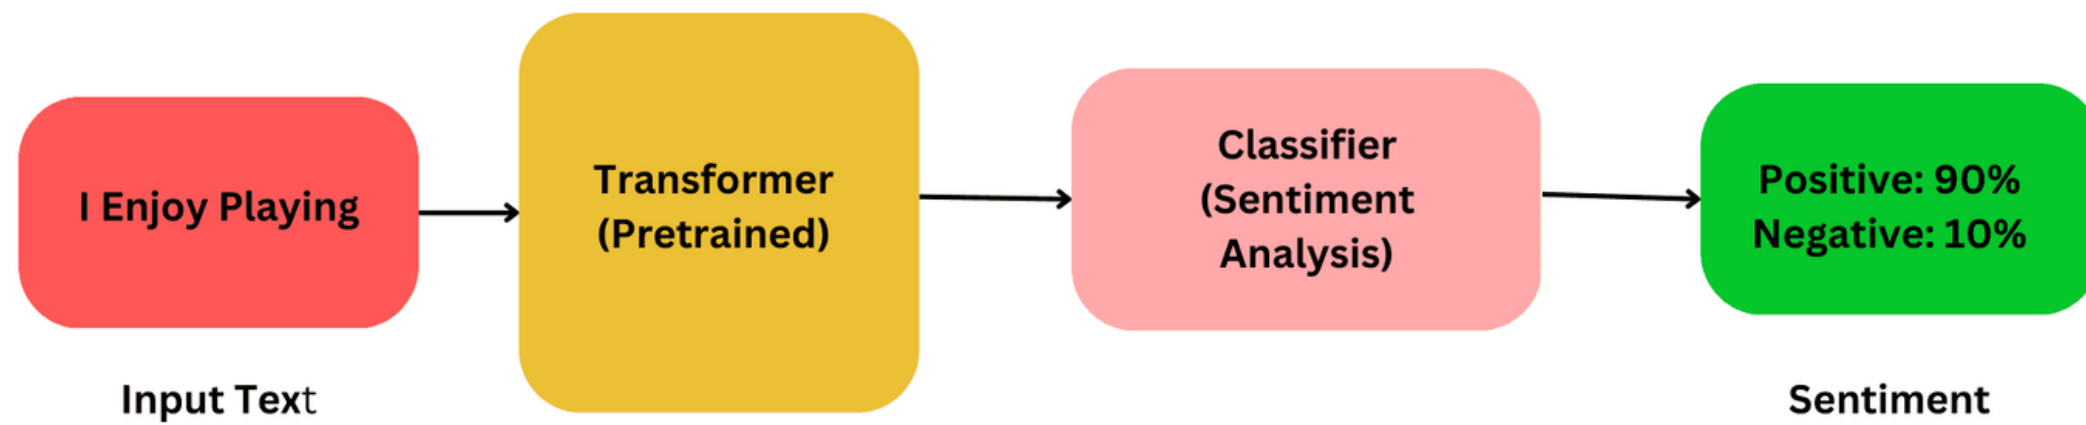 I Enjoy Playing
Transformer
(Pretrained)
Classifier
(Sentiment
Analysis)
Positive: 90%
Negative: 10%
Input Text
Sentiment